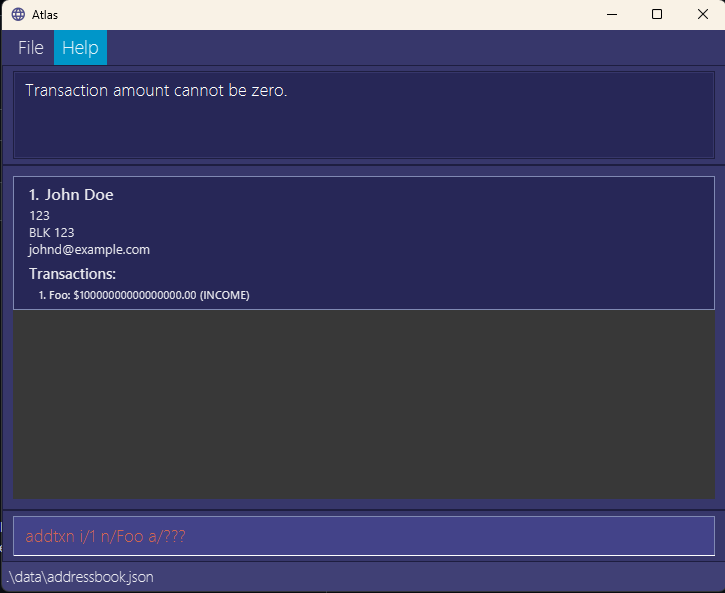 Atlas
File Help
Transaction amount cannot be zero.
1. John Doe
123
BLK 123
johnd@example.com
Transactions:
1. Foo: $10000000000000000.00 (INCOME)
addtxn i/1 n/Foo a/???
.\data\addressbook.json